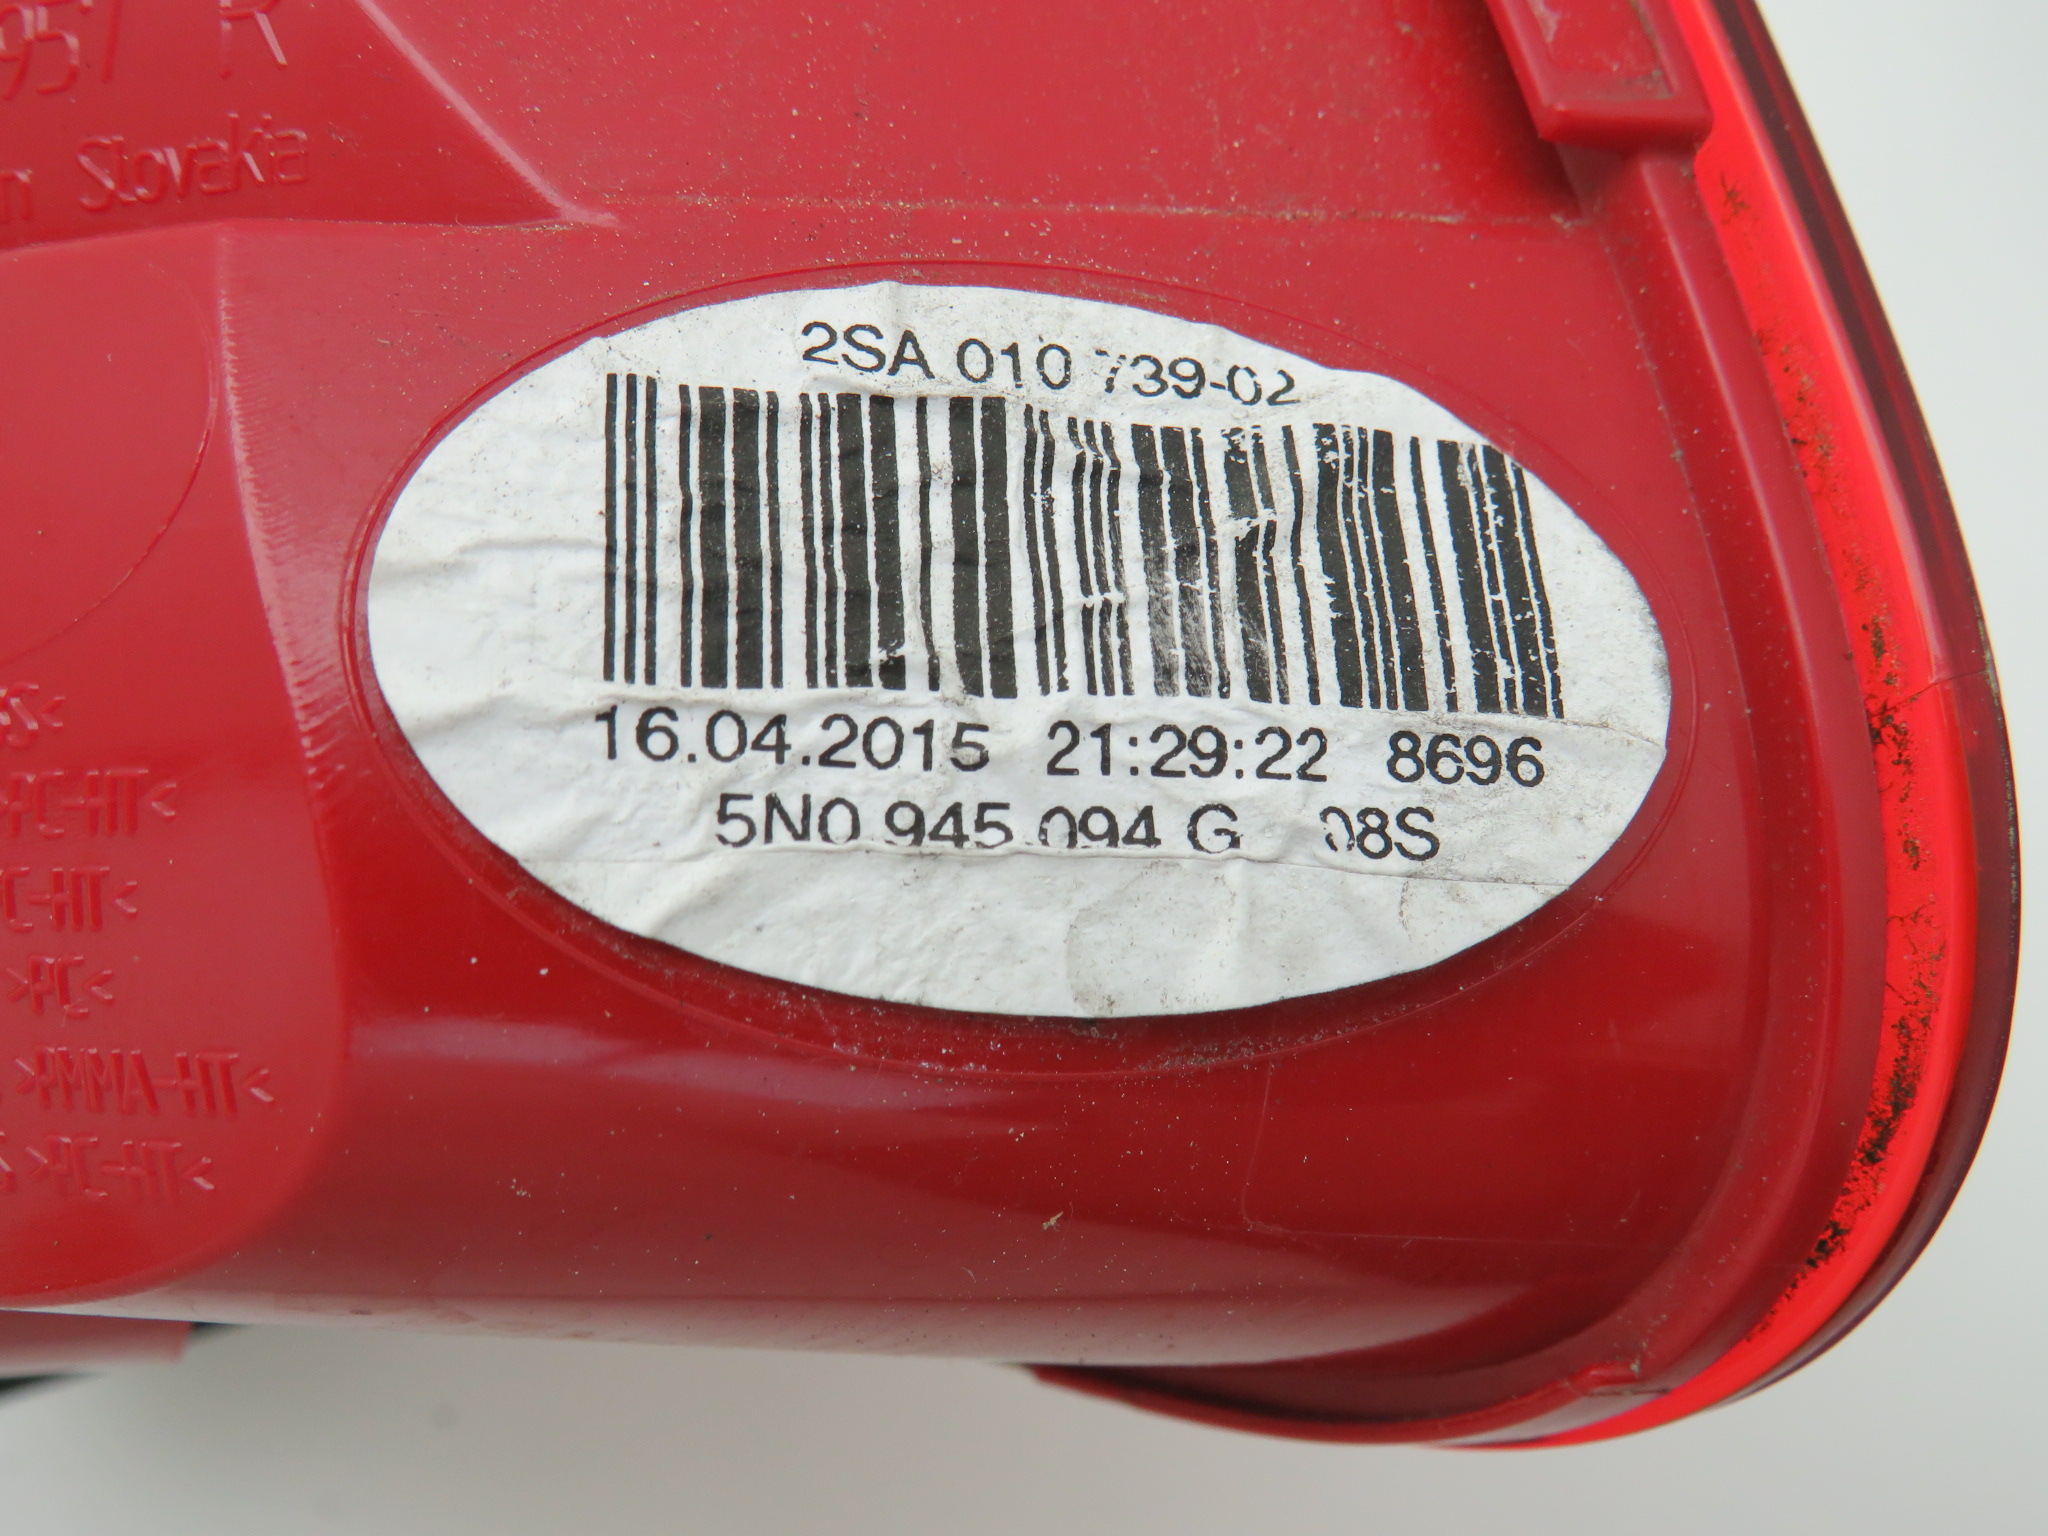 957 R
n Slovakia
2SA 010 739-02
16.04.2015 21:29:22 8696
5N0 945 094 G 08S
PC-HT<
PC-HT<
>PC<
>PMMA-HT<
>PC-HT<